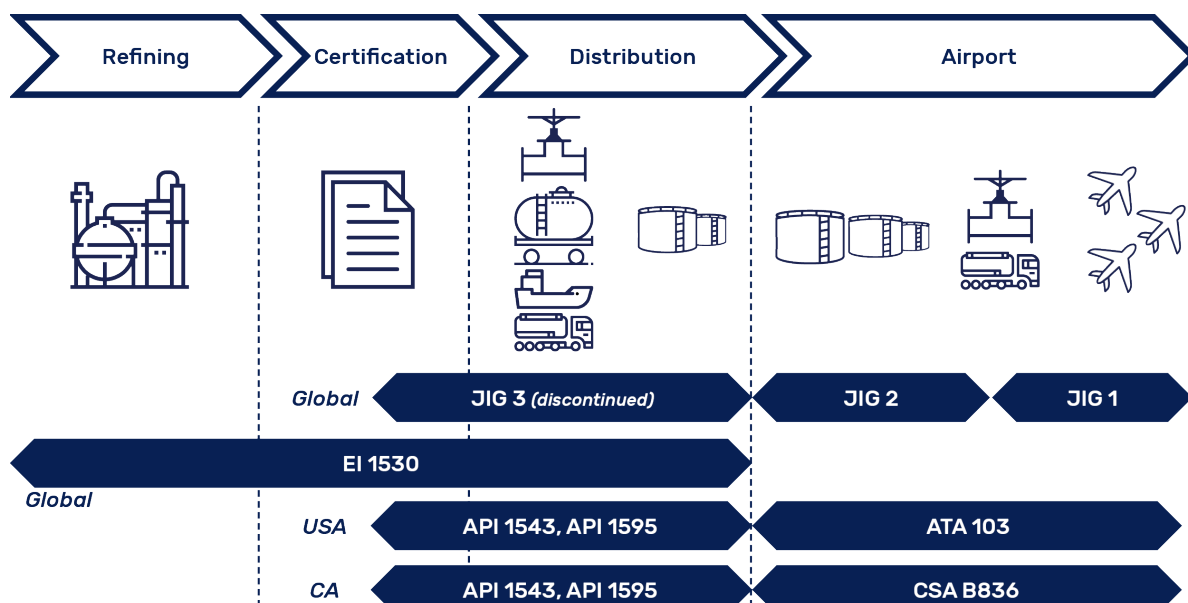 Refining
Certification
Distribution
Airport
Global
JIG 3 (discontinued)
JIG 2
JIG 1
EI 1530
Global
USA
API 1543, API 1595
ATA 103
CA
API 1543, API 1595
CSA B836